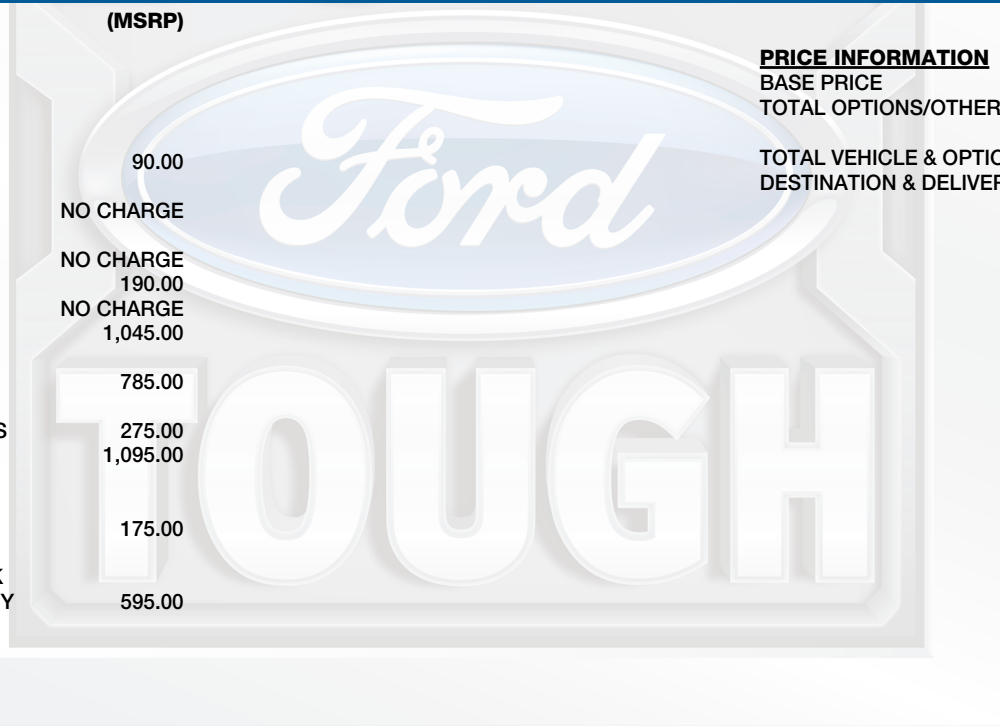 (MSRP)
90.00
NO CHARGE
NO CHARGE
190.00
NO CHARGE
1,045.00
785.00
S 275.00
1,095.00
175.00
K
Y 595.00
PRICE INFORMATION
BASE PRICE
TOTAL OPTIONS/OTHER
TOTAL VEHICLE & OPTIO
DESTINATION & DELIVER
Ford
TOUGH